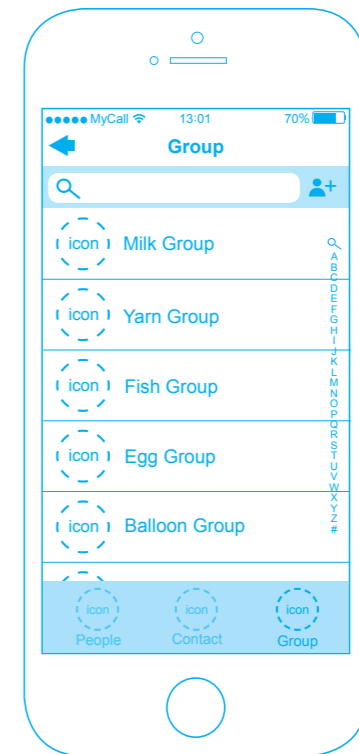 MyCall 13:01 70%
Group
icon Milk Group
icon Yarn Group
icon Fish Group
icon Egg Group
icon Balloon Group
A
B
C
D
E
F
G
H
I
J
K
L
M
N
O
P
Q
R
S
T
U
V
W
X
Y
Z
#
icon icon icon
People Contact Group